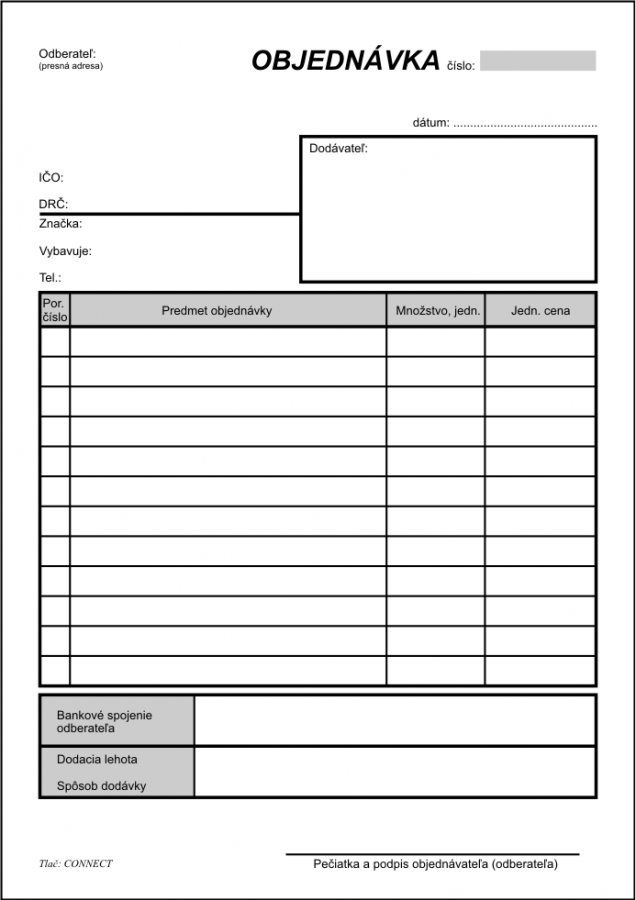 Odberateľ:
(presná adresa)
OBJEDNÁVKA číslo:
dátum: ............................................
Dodávateľ:
IČO:
DRČ:
Značka:
Vybavuje:
Tel.:
Por.
číslo
Predmet objednávky
Množstvo, jedn.
Jedn. cena
Bankové spojenie
odberateľa
Dodacia lehota
Spôsob dodávky
Tlač: CONNECT
Pečiatka a podpis objednávateľa (odberateľa)